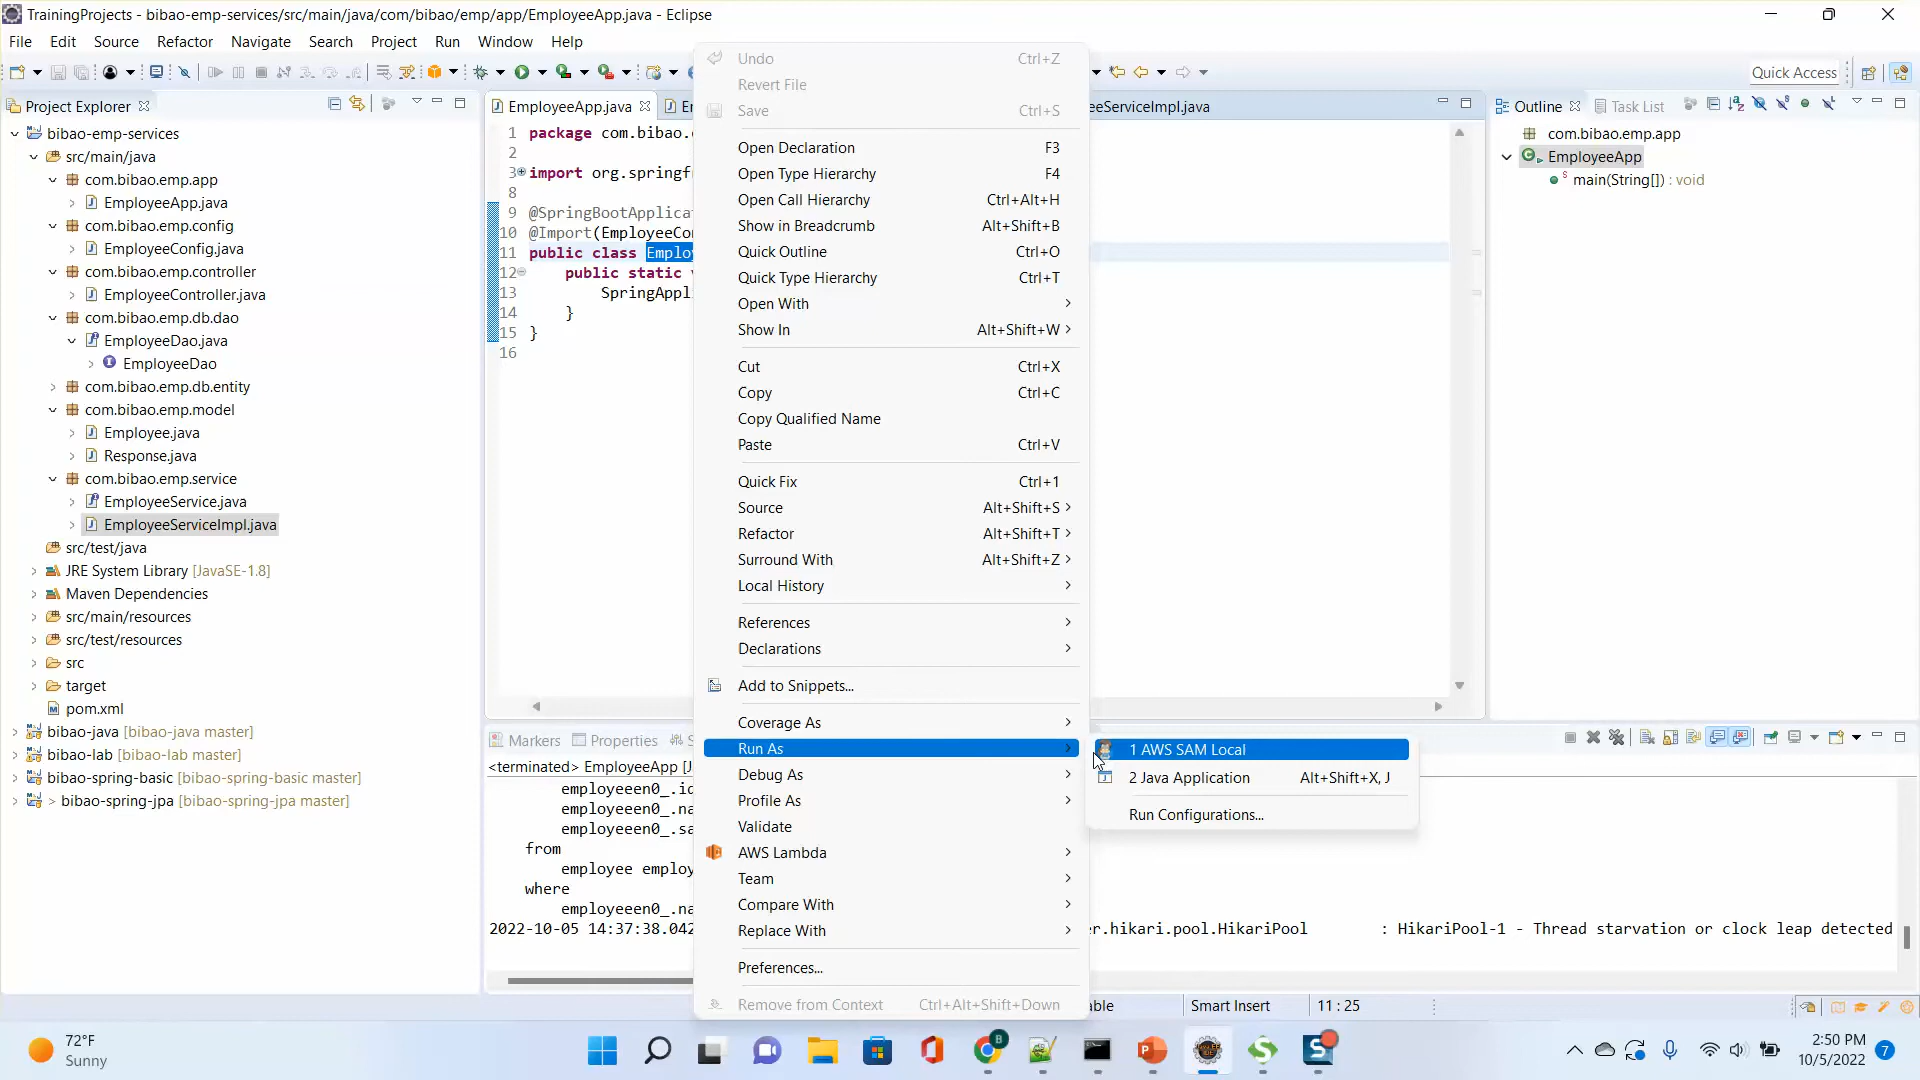 TrainingProjects - bibao-emp-services/src/main/java/com/bibao/emp/app/EmployeeApp.java - Eclipse
File Edit Source Refactor Navigate Search Project Run Window Help
Quick Access
Project Explorer
bibao-emp-services
src/main/java
com.bibao.emp.app
EmployeeApp.java
com.bibao.emp.config
EmployeeConfig.java
com.bibao.emp.controller
EmployeeController.java
com.bibao.emp.db.dao
EmployeeDao.java
EmployeeDao
com.bibao.emp.db.entity
com.bibao.emp.model
Employee.java
Response.java
com.bibao.emp.service
EmployeeService.java
EmployeeServiceImpl.java
src/test/java
JRE System Library [JavaSE-1.8]
Maven Dependencies
src/main/resources
src/test/resources
src
target
pom.xml
bibao-java [bibao-java master]
bibao-lab [bibao-lab master]
bibao-spring-basic [bibao-spring-basic master]
> bibao-spring-jpa [bibao-spring-jpa master]
EmployeeApp.java
eServiceImpl.java
1 package com.bibao.
2
3 import org.springf
8
9 @SpringBootApplicat
10 @Import(EmployeeCo
11 public class Employ
12 public static
13 SpringAppl
14 }
15 }
16
Undo Ctrl+Z
Revert File
Save Ctrl+S
Open Declaration F3
Open Type Hierarchy F4
Open Call Hierarchy Ctrl+Alt+H
Show in Breadcrumb Alt+Shift+B
Quick Outline Ctrl+O
Quick Type Hierarchy Ctrl+T
Open With
Show In Alt+Shift+W
Cut Ctrl+X
Copy Ctrl+C
Copy Qualified Name
Paste Ctrl+V
Quick Fix Ctrl+1
Source Alt+Shift+S
Refactor Alt+Shift+T
Surround With Alt+Shift+Z
Local History
References
Declarations
Add to Snippets...
Coverage As
Run As
Debug As
Profile As
Validate
AWS Lambda
Team
Compare With
Replace With
Preferences...
Remove from Context Ctrl+Alt+Shift+Down
1 AWS SAM Local
2 Java Application Alt+Shift+X, J
Run Configurations...
Outline Task List
com.bibao.emp.app
EmployeeApp
main(String[]) : void
Markers Properties
<terminated> EmployeeApp [J
employeeen0_.id
employeeen0_.na
employeeen0_.sa
from
employee employ
where
employeeen0_.na
2022-10-05 14:37:38.042 er.hikari.pool.HikariPool : HikariPool-1 - Thread starvation or clock leap detected
able Smart Insert 11 : 25
72°F
Sunny
2:50 PM
10/5/2022
7